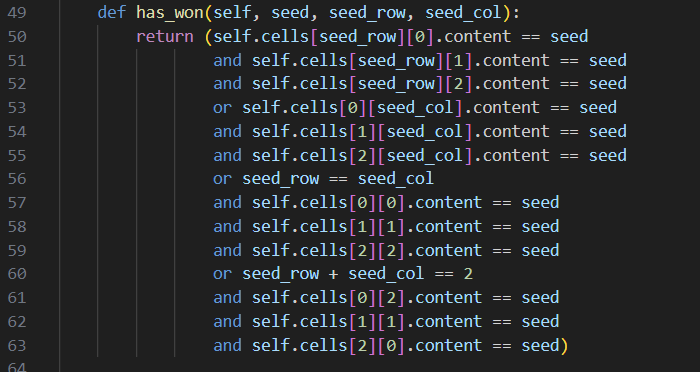 49 def has_won(self, seed, seed_row, seed_col):
50 return (self.cells[seed_row][0].content == seed
51 and self.cells[seed_row][1].content == seed
52 and self.cells[seed_row][2].content == seed
53 or self.cells[0][seed_col].content == seed
54 and self.cells[1][seed_col].content == seed
55 and self.cells[2][seed_col].content == seed
56 or seed_row == seed_col
57 and self.cells[0][0].content == seed
58 and self.cells[1][1].content == seed
59 and self.cells[2][2].content == seed
60 or seed_row + seed_col == 2
61 and self.cells[0][2].content == seed
62 and self.cells[1][1].content == seed
63 and self.cells[2][0].content == seed)
64